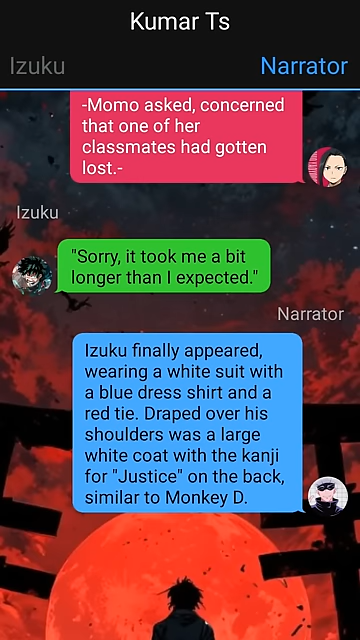 Kumar Ts
Izuku
Narrator
-Momo asked, concerned
that one of her
classmates had gotten
lost.-
Izuku
"Sorry, it took me a bit
longer than I expected."
Narrator
Izuku finally appeared,
wearing a white suit with
a blue dress shirt and a
red tie. Draped over his
shoulders was a large
white coat with the kanji
for "Justice" on the back,
similar to Monkey D.